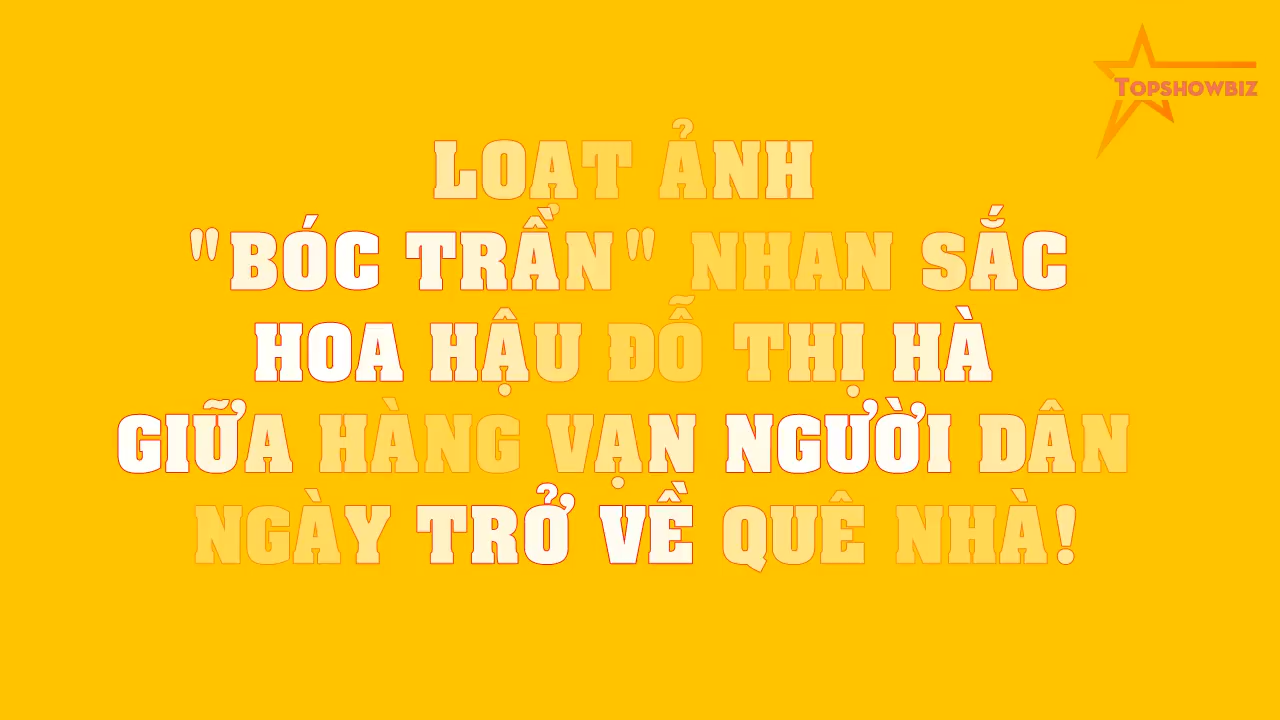 TOPSHOWBIZ
LOẠT ẢNH
"BÓC TRẦN" NHAN SẮC
HOA HẬU ĐỖ THỊ HÀ
GIỮA HÀNG VẠN NGƯỜI DÂN
NGÀY TRỞ VỀ QUÊ NHÀ!